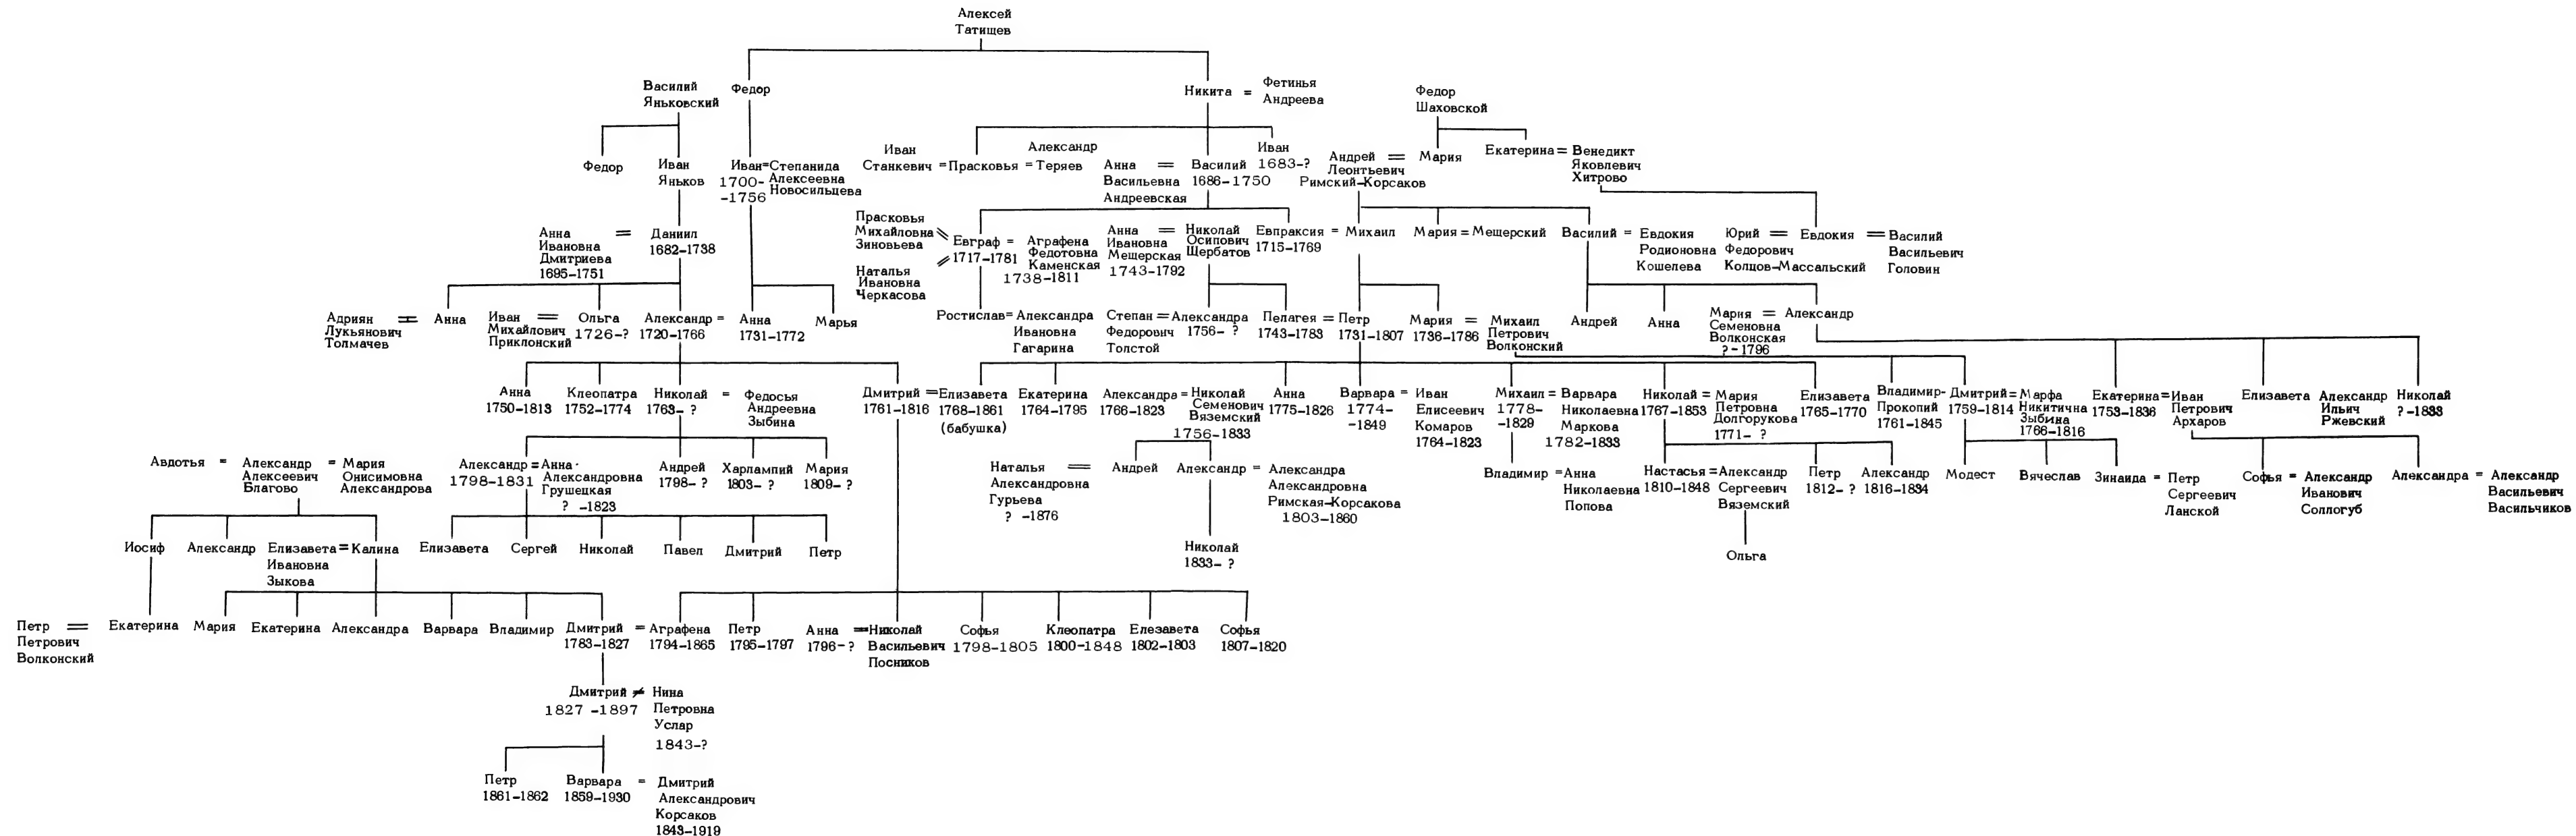 Алексей
Татищев
Василий
Яньковский
Федор
Никита =
Фетинья
Андреева
Федор
Шаховской
Федор
Иван
Яньков
Иван=Степанида
1700- Алексеевна
-1756 Новосильцева
Иван
Станкевич = Прасковья =
Александр
Теряев
Анна =
Васильевна
Андреевская
Василий
1686-1750
Иван
1683-?
Андрей =
Леонтьевич
Римский-Корсаков
Мария
Екатерина = Венедикт
Яковлевич
Хитрово
Анна =
Ивановна
Дмитриева
1695-1751
Даниил
1682-1738
Прасковья
Михайловна
Зиновьева
Наталья
Ивановна
Черкасова
Евграф =
1717-1781
Аграфена
Федотовна
Каменская
1738-1811
Анна =
Ивановна
Мещерская
1743-1792
Николай
Осипович
Щербатов
Евпраксия =
1715-1769
Михаил
Мария = Мещерский
Василий =
Евдокия
Родионовна
Кошелева
Юрий =
Федорович
Колцов-Массальский
Евдокия =
Василий
Васильевич
Головин
Адриян =
Лукьянович
Толмачев
Анна
Иван =
Михайлович
Приклонский
Ольга
1726-?
Александр =
1720-1766
Анна
1731-1772
Марья
Ростислав=
Александра
Ивановна
Гагарина
Степан =
Федорович
Толстой
Александра
1756- ?
Пелагея =
1743-1783
Петр
1731-1807
Мария =
1736-1786
Михаил
Петрович
Волконский
Андрей
Анна
Мария =
Семеновна
Волконская
? - 1796
Александр
Анна
1750-1813
Клеопатра
1752-1774
Николай =
1763- ?
Федосья
Андреевна
Зыбина
Дмитрий =
1761-1816
Елизавета
1768-1861
(бабушка)
Екатерина
1764-1795
Александра =
1766-1823
Николай
Семенович
Вяземский
1756-1833
Анна
1775-1826
Варвара =
1774-
-1849
Иван
Елисеевич
Комаров
1764-1823
Михаил =
1778-
-1829
Варвара
Николаевна
Маркова
1782-1833
Николай =
1767-1853
Мария
Петровна
Долгорукова
1771- ?
Елизавета
1765-1770
Владимир-
Прокопий
1761-1845
Дмитрий=
1759-1814
Марфа
Никитична
Зыбина
1766-1816
Екатерина=
1753-1836
Иван
Петрович
Архаров
Елизавета
Александр
Ильич
Ржевский
Николай
? -1833
Авдотья =
Александр =
Алексеевич
Благово
Мария
Онисимовна
Александрова
Александр =
1798-1831
Анна
Александровна
Грушецкая
? -1823
Андрей
1798- ?
Харлампий
1803- ?
Мария
1809- ?
Наталья =
Александровна
Гурьева
? -1876
Андрей
Александр =
Александра
Александровна
Римская-Корсакова
1803-1860
Владимир =
Анна
Николаевна
Попова
Настасья =
1810-1848
Александр
Сергеевич
Вяземский
Петр
1812- ?
Александр
1816-1834
Модест
Вячеслав
Зинаида =
Петр
Сергеевич
Ланской
Софья =
Александр
Иванович
Соллогуб
Александра =
Александр
Васильевич
Васильчиков
Иосиф
Александр
Елизавета =
Ивановна
Зыкова
Калина
Елизавета
Сергей
Николай
Павел
Дмитрий
Петр
Николай
1833- ?
Ольга
Петр =
Петрович
Волконский
Екатерина
Мария
Екатерина
Александра
Варвара
Владимир
Дмитрий =
1783-1827
Аграфена
1794-1865
Петр
1795-1797
Анна =
1796-?
Николай
Васильевич
Посников
Софья
1798-1805
Клеопатра
1800-1848
Елезавета
1802-1803
Софья
1807-1820
Дмитрий ≠
1827 -1897
Нина
Петровна
Услар
1843-?
Петр
1861-1862
Варвара =
1859-1930
Дмитрий
Александрович
Корсаков
1843-1919